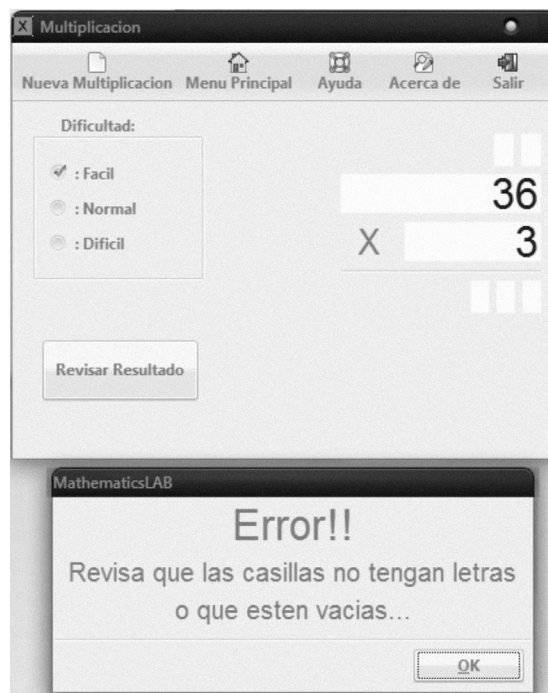 X Multiplicacion
Nueva Multiplicacion Menu Principal Ayuda Acerca de Salir
Dificultad:
: Facil
: Normal
: Dificil
36
X 3
Revisar Resultado
MathematicsLAB
Error!!
Revisa que las casillas no tengan letras
o que esten vacias...
OK